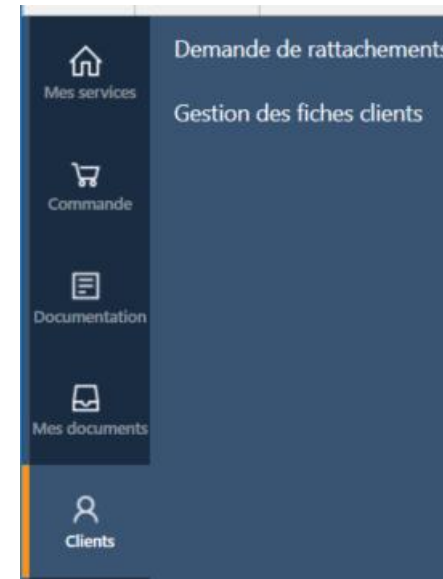 Mes services
Commande
Documentation
Mes documents
Clients
Demande de rattachements
Gestion des fiches clients